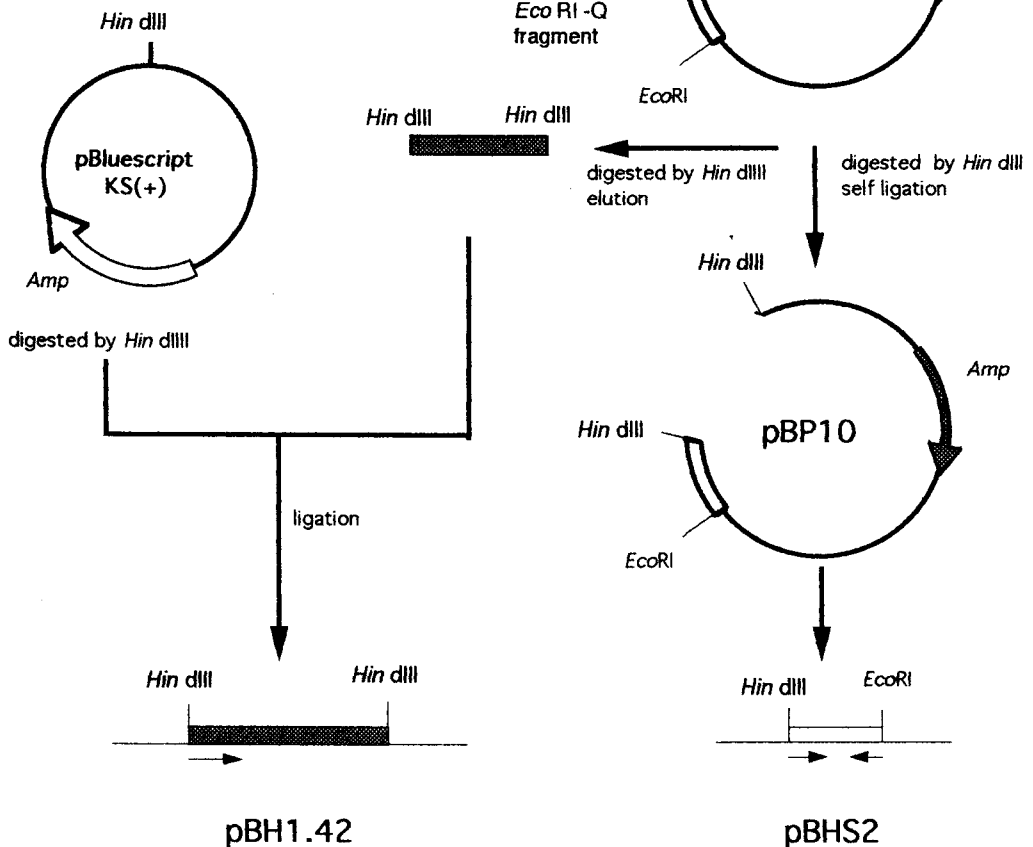 Hin dIII
Eco RI -Q
fragment
EcoRI
Hin dIII
Hin dIII
pBluescript
KS(+)
digested by Hin dIIII
elution
digested by Hin dIII
self ligation
Hin dIII
Amp
digested by Hin dIIII
Amp
Hin dIII
pBP10
ligation
EcoRI
Hin dIII
Hin dIII
Hin dIII
EcoRI
pBH1.42
pBHS2